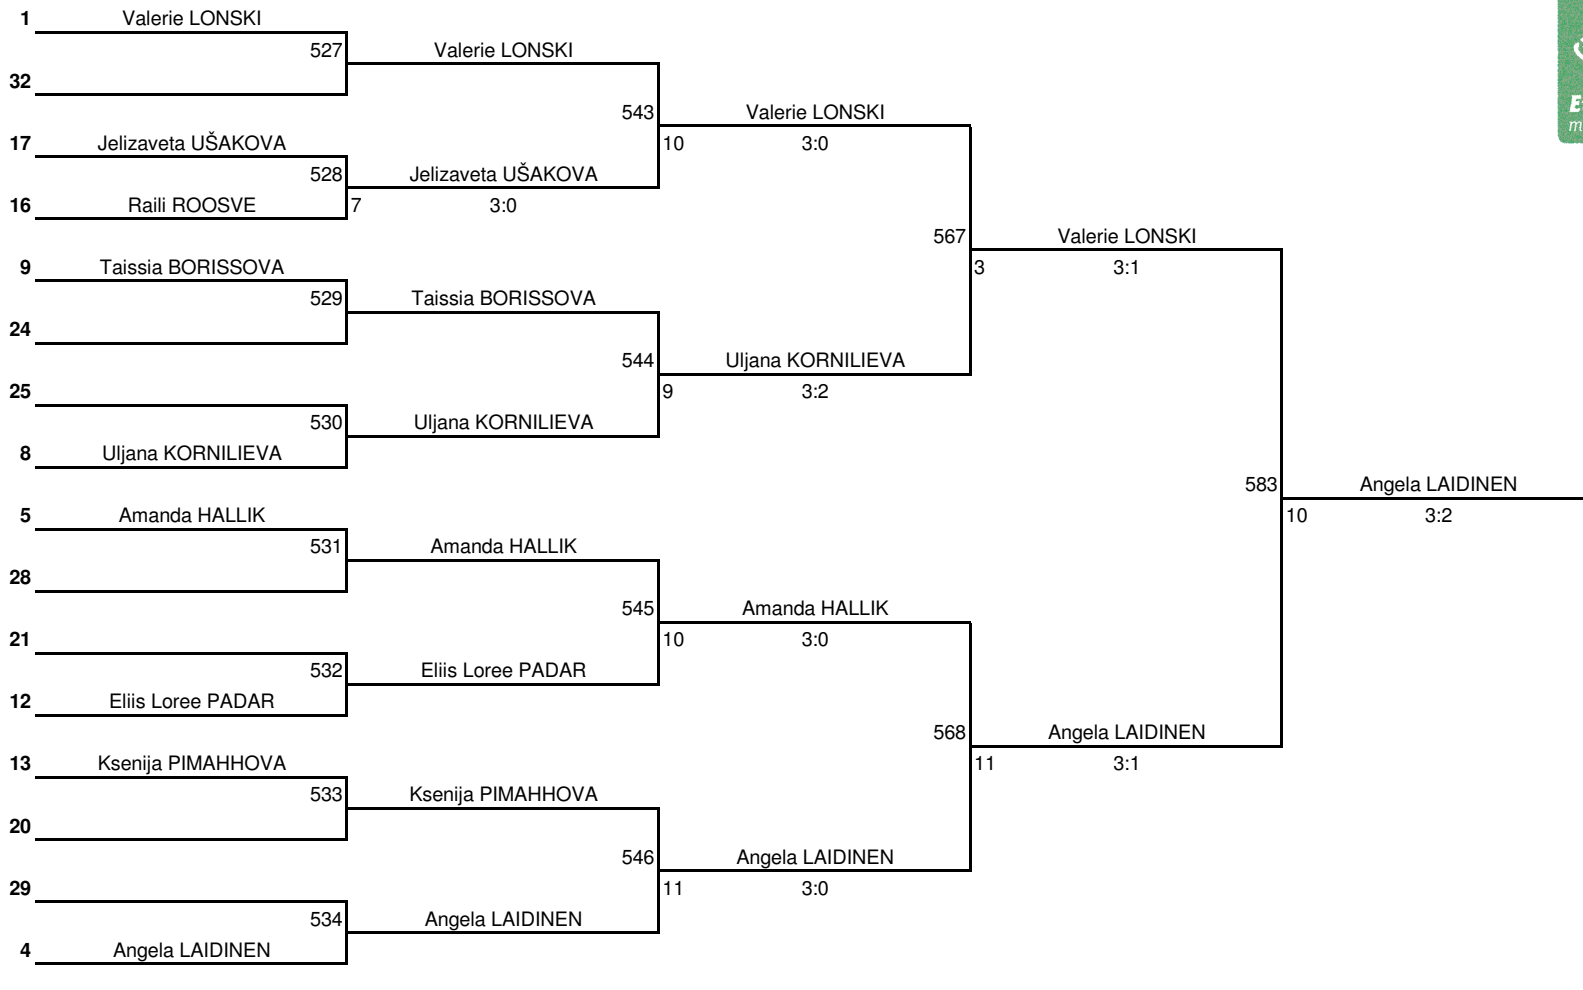 1 Valerie LONSKI
527 Valerie LONSKI
32
543 Valerie LONSKI
17 Jelizaveta UŠAKOVA
10 3:0
528 Jelizaveta UŠAKOVA
16 Raili ROOSVE
7 3:0
567 Valerie LONSKI
9 Taissia BORISSOVA
3 3:1
529 Taissia BORISSOVA
24
544 Uljana KORNILIEVA
25
9 3:2
530 Uljana KORNILIEVA
8 Uljana KORNILIEVA
583 Angela LAIDINEN
5 Amanda HALLIK
10 3:2
531 Amanda HALLIK
28
545 Amanda HALLIK
21
10 3:0
532 Eliis Loree PADAR
12 Eliis Loree PADAR
568 Angela LAIDINEN
13 Ksenija PIMAHHOVA
11 3:1
533 Ksenija PIMAHHOVA
20
546 Angela LAIDINEN
29
11 3:0
534 Angela LAIDINEN
4 Angela LAIDINEN